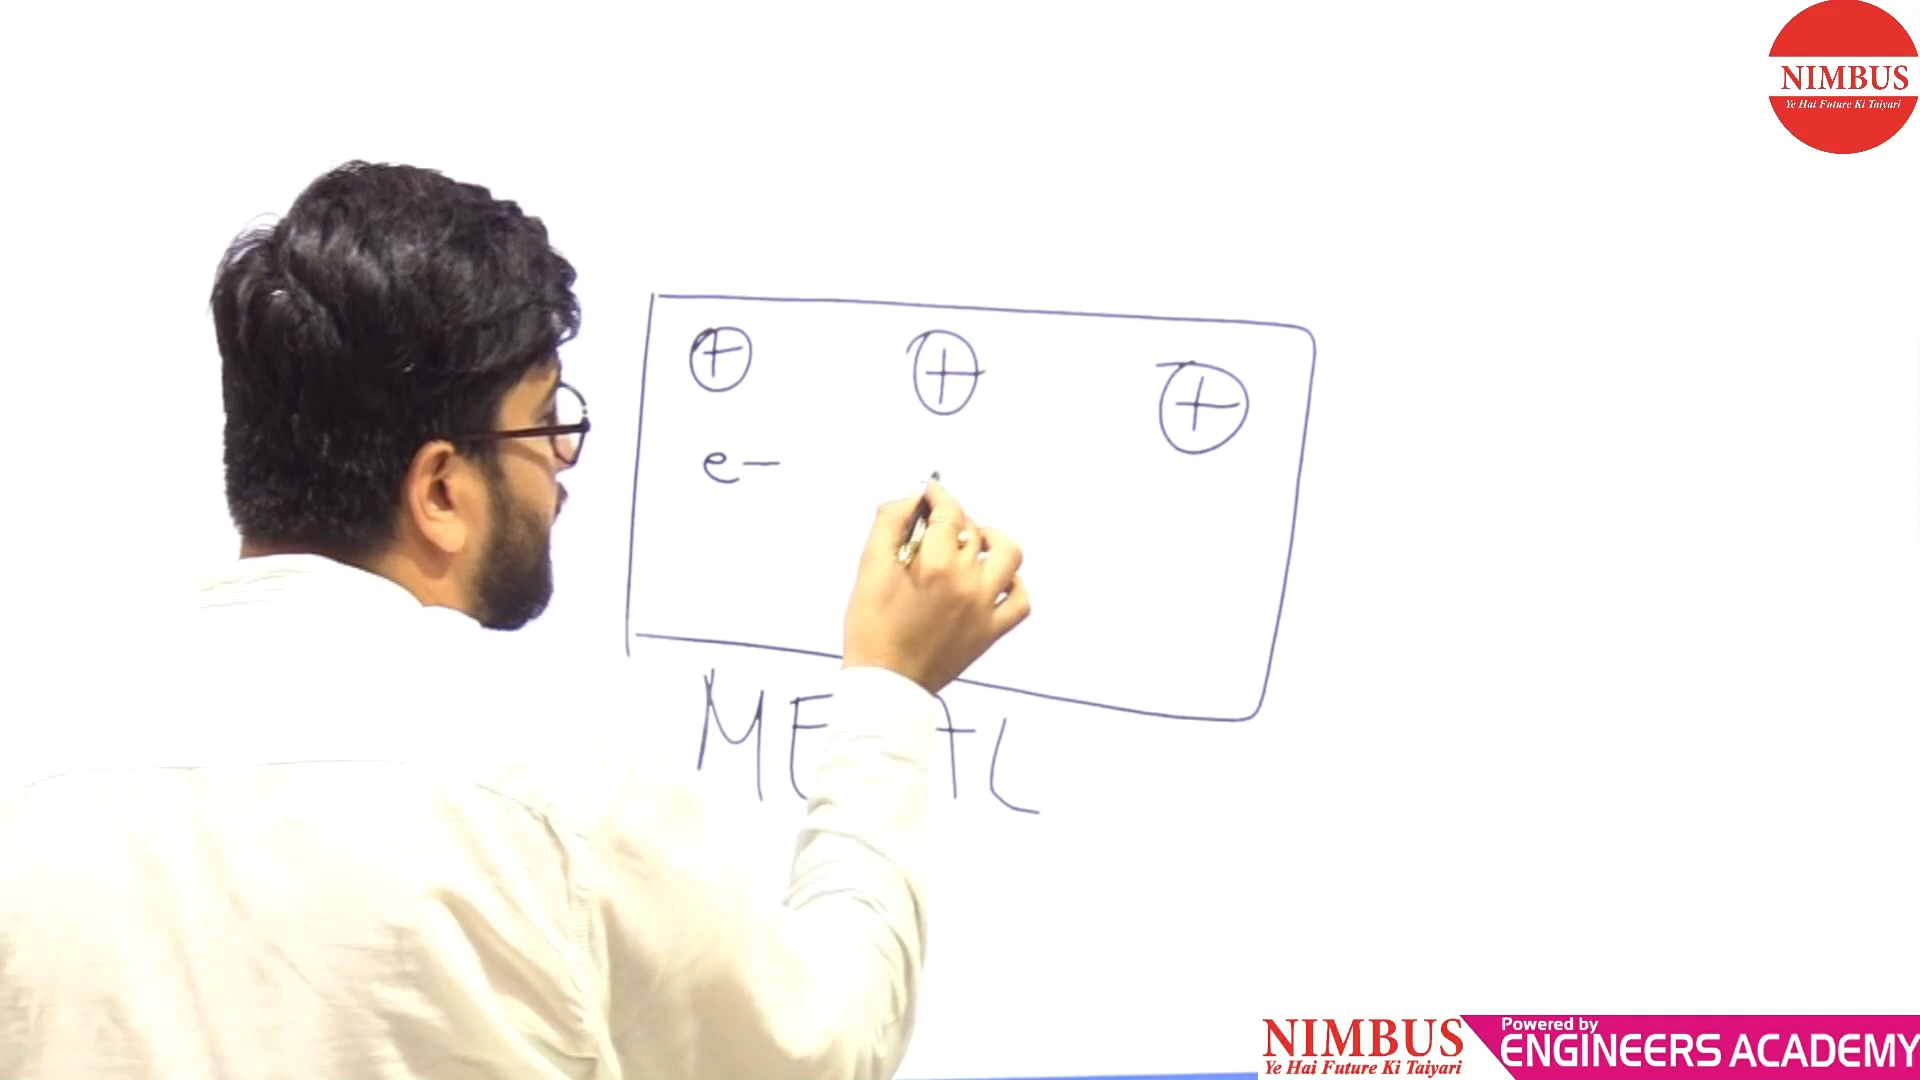 NIMBUS
Ye Hai Future Ki Taiyari
+ + +
e-
NIMBUS
Ye Hai Future Ki Taiyari
Powered by
ENGINEERS ACADEMY